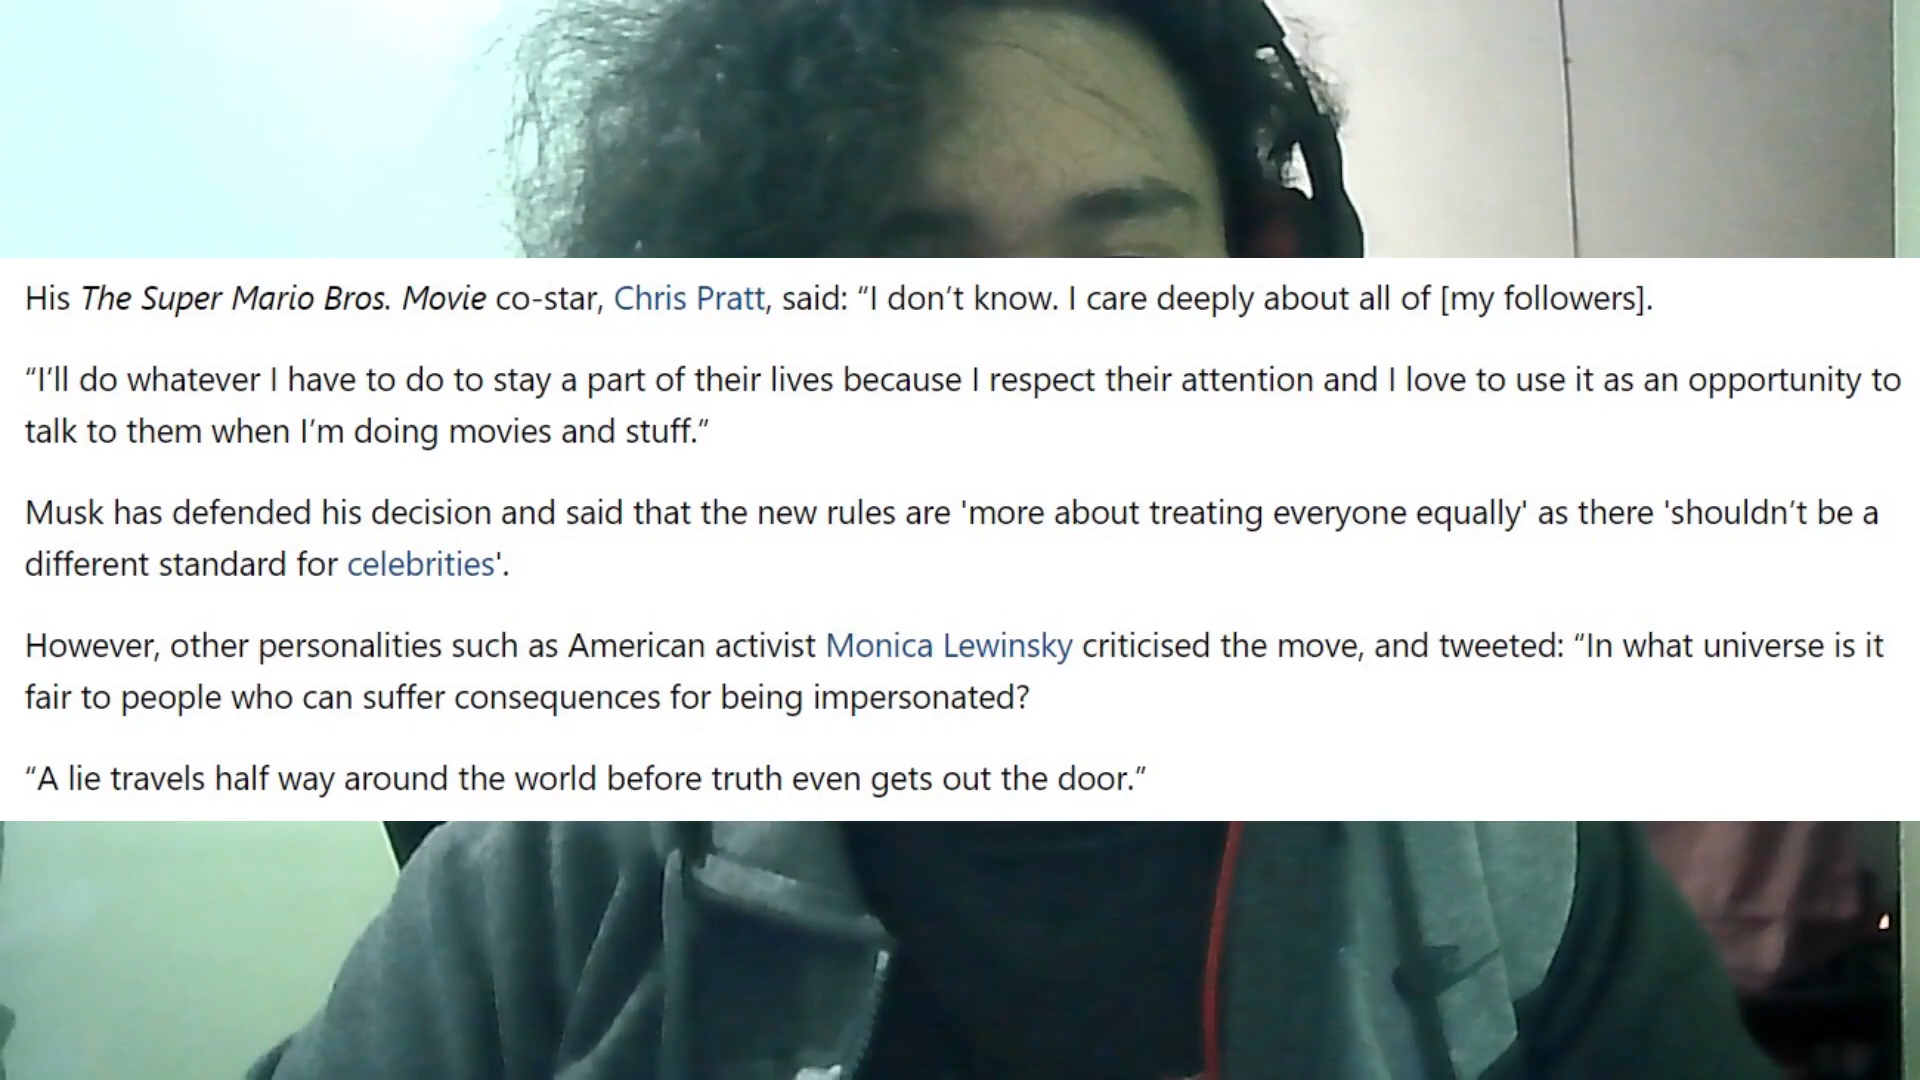 His The Super Mario Bros. Movie co-star, Chris Pratt, said: “I don’t know. I care deeply about all of [my followers].
“I’ll do whatever I have to do to stay a part of their lives because I respect their attention and I love to use it as an opportunity to
talk to them when I’m doing movies and stuff.”
Musk has defended his decision and said that the new rules are 'more about treating everyone equally' as there 'shouldn’t be a
different standard for celebrities'.
However, other personalities such as American activist Monica Lewinsky criticised the move, and tweeted: “In what universe is it
fair to people who can suffer consequences for being impersonated?
“A lie travels half way around the world before truth even gets out the door.”